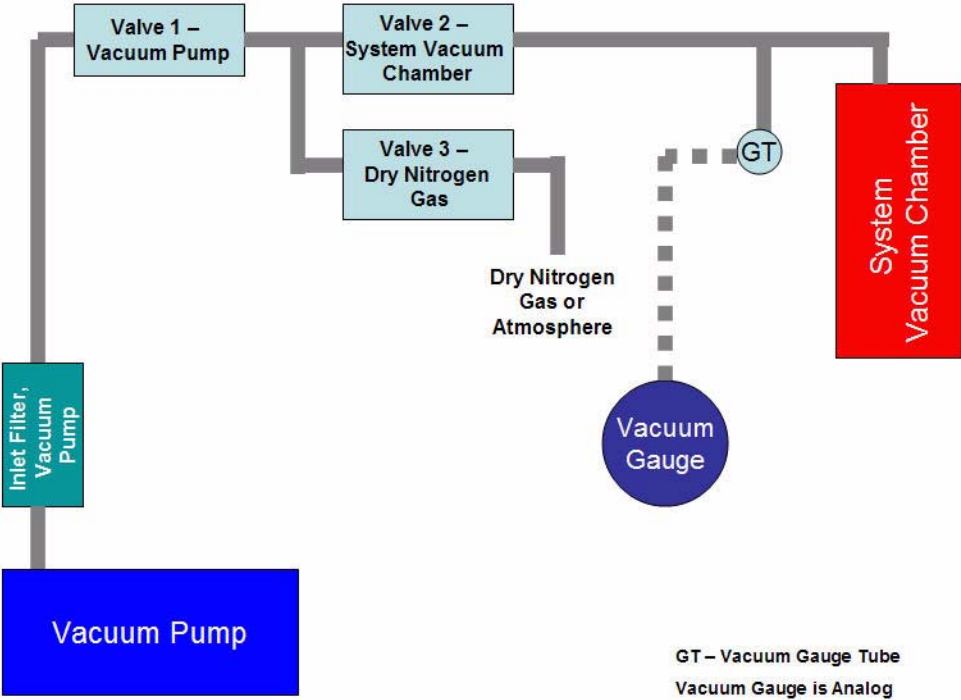 Valve 1 –
Vacuum Pump
Valve 2 –
System Vacuum
Chamber
Valve 3 –
Dry Nitrogen
Gas
GT
System
Vacuum Chamber
Dry Nitrogen
Gas or
Atmosphere
Inlet Filter,
Vacuum
Pump
Vacuum
Gauge
Vacuum Pump
GT – Vacuum Gauge Tube
Vacuum Gauge is Analog